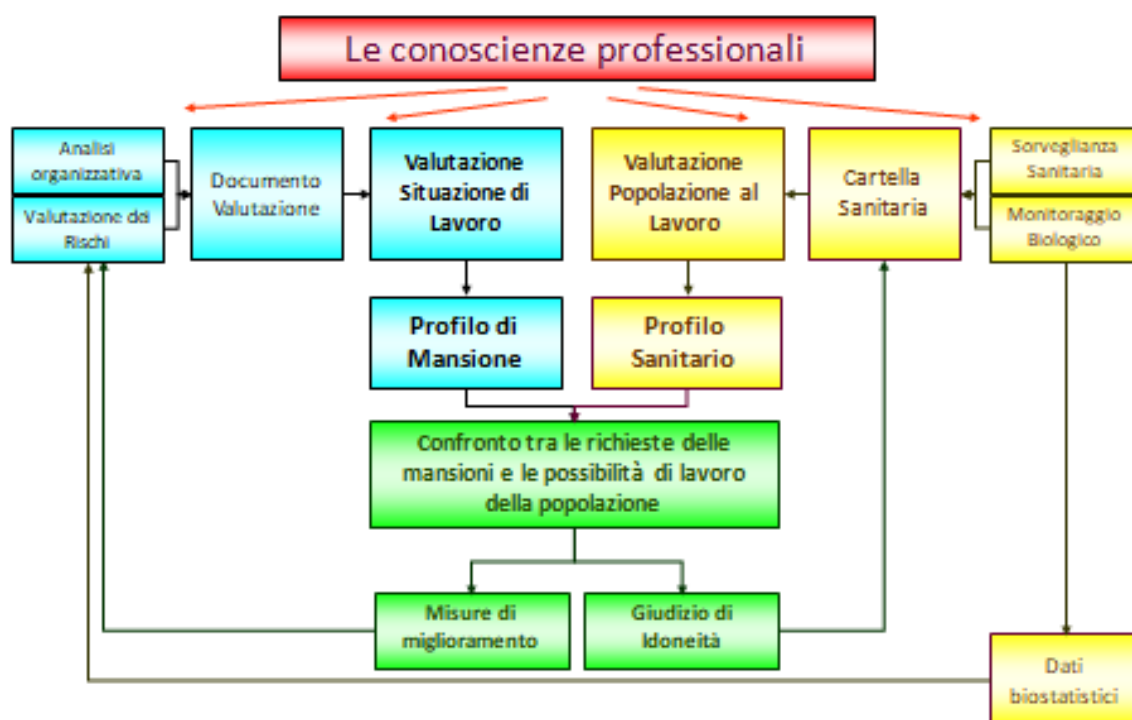 Le conoscienze professionali
Analisi
organizzativa
Valutazione dei
Rischi
Documento
Valutazione
Valutazione
Situazione di
Lavoro
Valutazione
Popolazione al
Lavoro
Cartella
Sanitaria
Sorveglianza
Sanitaria
Monitoraggio
Biologico
Profilo di
Mansione
Profilo
Sanitario
Confronto tra le richieste delle
mansioni e le possibilità di lavoro
della popolazione
Misure di
miglioramento
Giudizio di
Idoneità
Dati
biostatistici